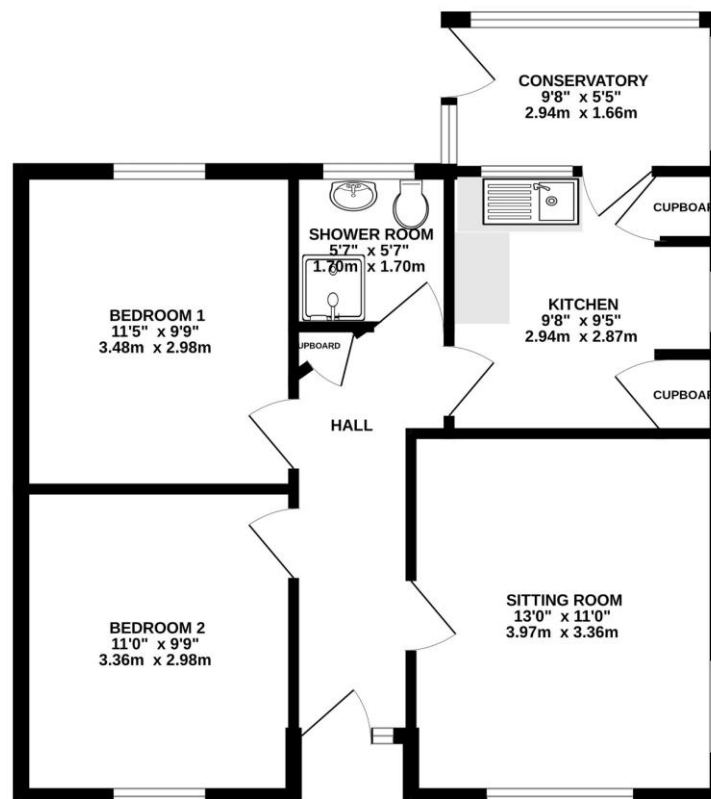 CONSERVATORY
9'8" x 5'5"
2.94m x 1.66m
SHOWER ROOM
5'7" x 5'7"
1.70m x 1.70m
CUPBOAR
BEDROOM 1
11'5" x 9'9"
3.48m x 2.98m
KITCHEN
9'8" x 9'5"
2.94m x 2.87m
UPBOARD
CUPBOAR
HALL
SITTING ROOM
13'0" x 11'0"
3.97m x 3.36m
BEDROOM 2
11'0" x 9'9"
3.36m x 2.98m